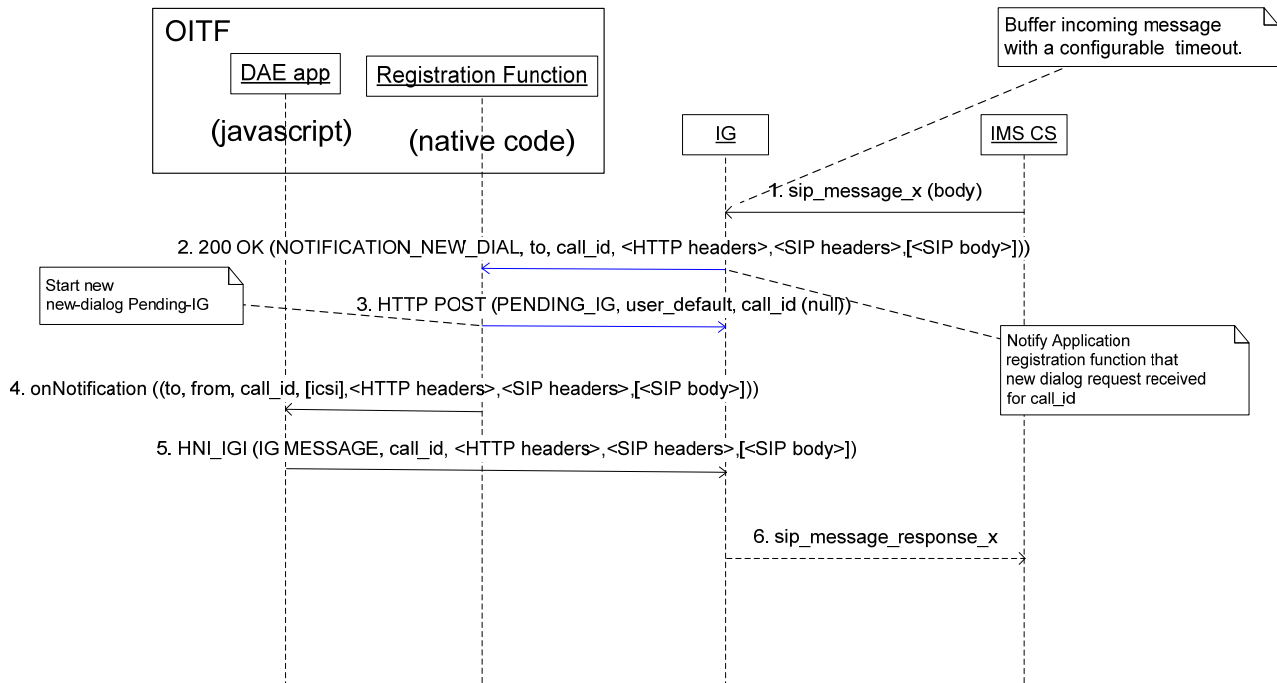 OITF
Buffer incoming message
with a configurable timeout.
DAE app
Registration Function
(javascript)
(native code)
IG
IMS CS
1. sip_message_x (body)
2. 200 OK (NOTIFICATION_NEW_DIAL, to, call_id, <HTTP headers>,<SIP headers>,[<SIP body>]))
Start new
new-dialog Pending-IG
3. HTTP POST (PENDING_IG, user_default, call_id (null))
Notify Application
registration function that
new dialog request received
for call_id
4. onNotification ((to, from, call_id, [icsi],<HTTP headers>,<SIP headers>,[<SIP body>]))
5. HNI_IGI (IG MESSAGE, call_id, <HTTP headers>,<SIP headers>,[<SIP body>])
6. sip_message_response_x